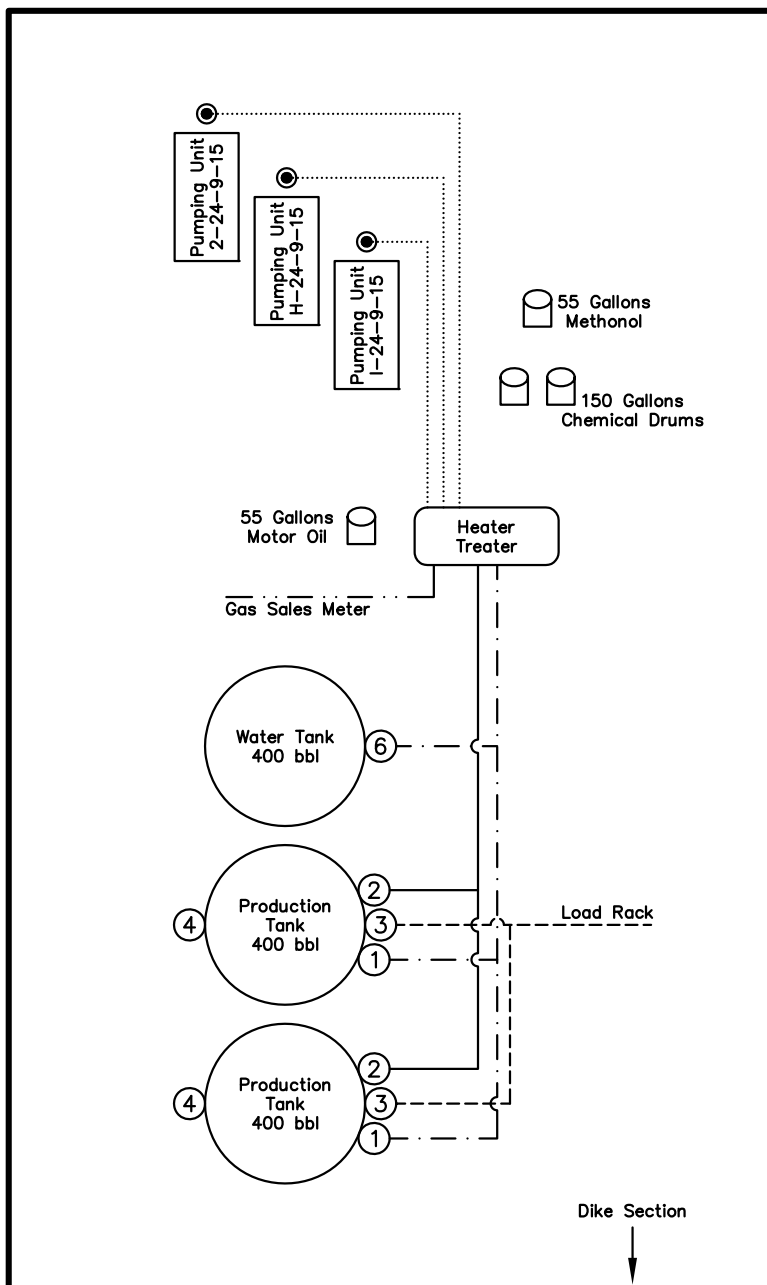 Pumping Unit
2-24-9-15
Pumping Unit
H-24-9-15
Pumping Unit
I-24-9-15
55 Gallons
Methonol
150 Gallons
Chemical Drums
55 Gallons
Motor Oil
Heater
Treater
Gas Sales Meter
Water Tank
400 bbl
6
Production
Tank
400 bbl
4
2
3
1
Load Rack
Production
Tank
400 bbl
4
2
3
1
Dike Section